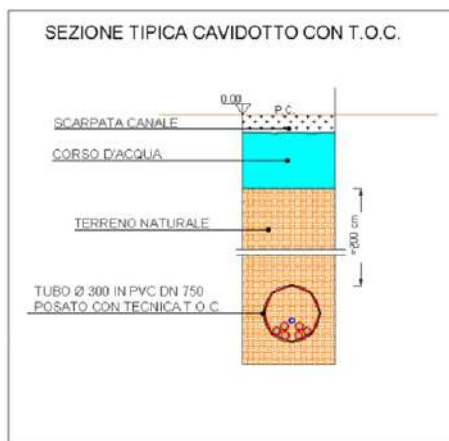 SEZIONE TIPICA CAVIDOTTO CON T.O.C.
0.00
P.C.
SCARPATA CANALE
CORSO D'ACQUA
TERRENO NATURALE
≈200 cm
TUBO Ø 300 IN PVC DN 750
POSATO CON TECNICA T.O.C.